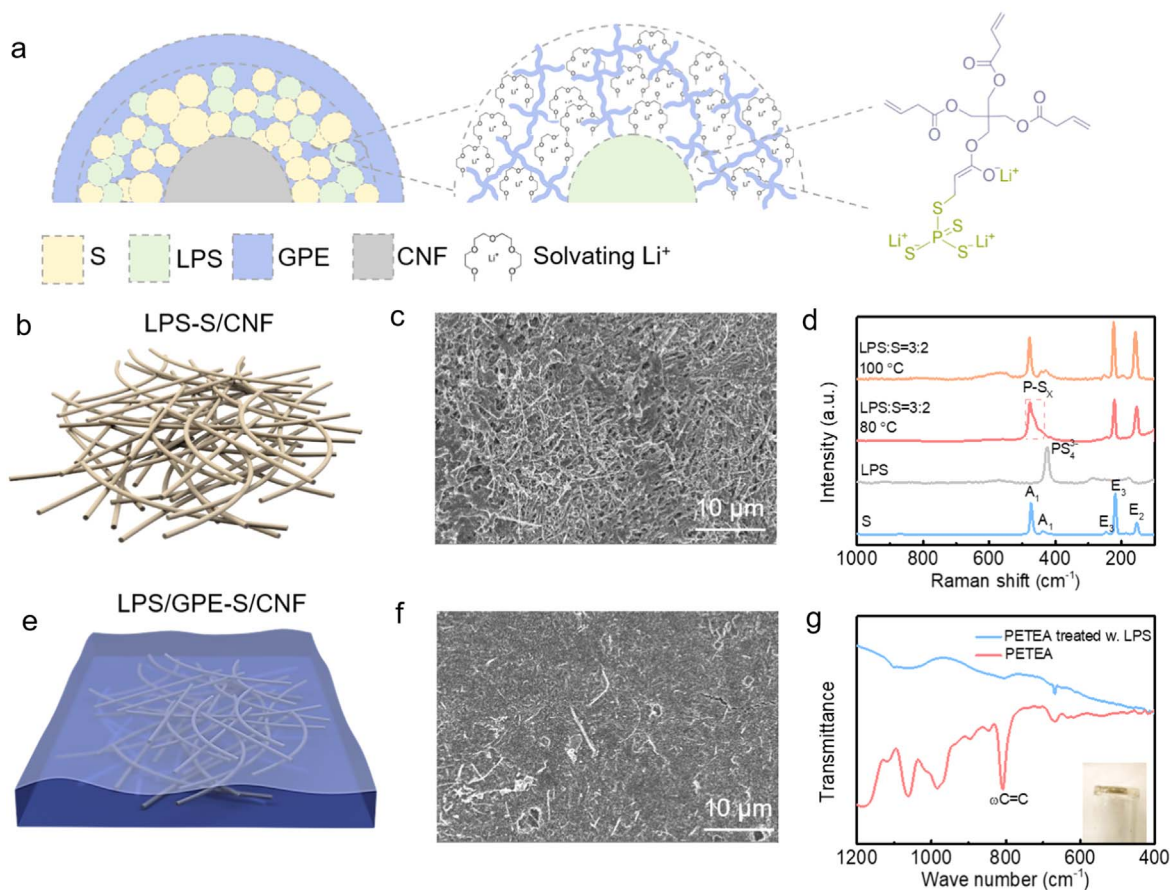 a
Li⁺
O
O
O
O
O
O
O
O⁻Li⁺
S
S
Li⁺
P
Li⁺
S⁻
S⁻
S
LPS
GPE
CNF
Li⁺
Solvating Li⁺
b
LPS-S/CNF
c
10 µm
d
LPS:S=3:2
100 °C
P-Sₓ
LPS:S=3:2
80 °C
PS₄³⁻
LPS
A₁
E₃
S
A₁
E₃
E₂
Intensity (a.u.)
1000
800
600
400
200
Raman shift (cm⁻¹)
e
LPS/GPE-S/CNF
f
10 µm
g
PETEA treated w. LPS
PETEA
ωC=C
Transmittance
1200
1000
800
600
400
Wave number (cm⁻¹)